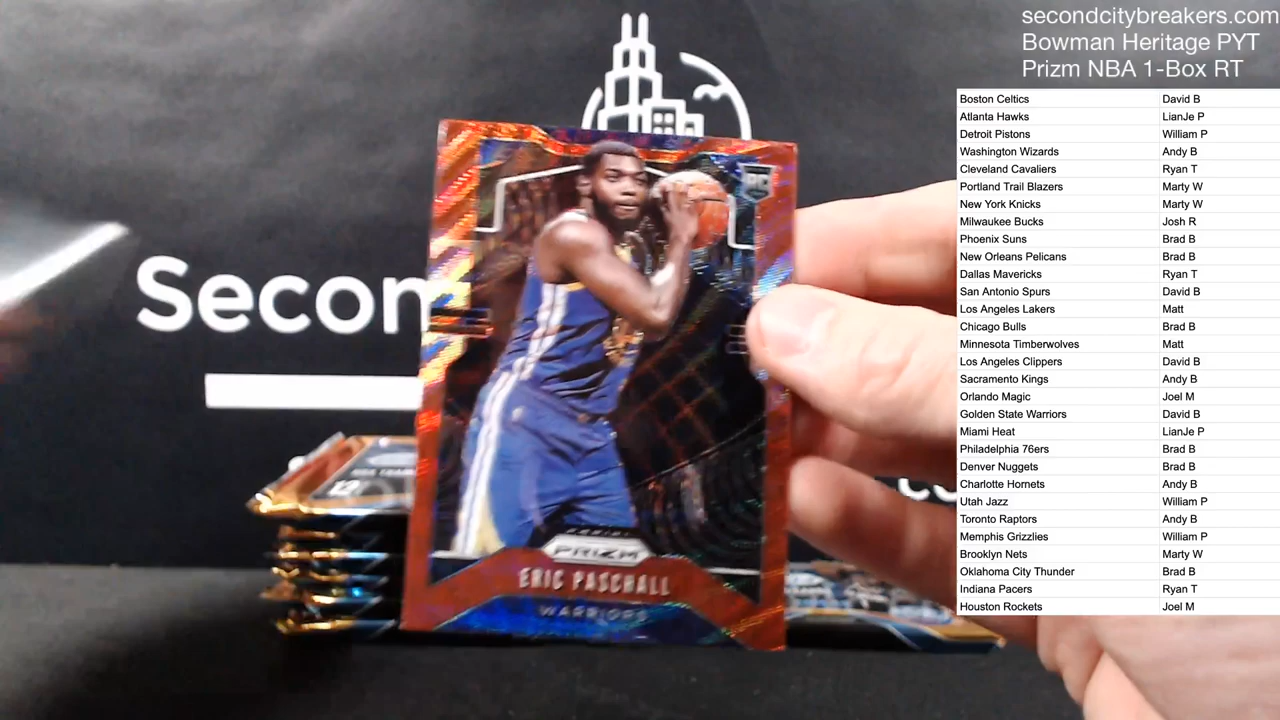 secondcitybreakers.com
Bowman Heritage PYT
Prizm NBA 1-Box RT
Boston Celtics David B
Atlanta Hawks LianJe P
Detroit Pistons William P
Washington Wizards Andy B
Cleveland Cavaliers Ryan T
Portland Trail Blazers Marty W
New York Knicks Marty W
Milwaukee Bucks Josh R
Phoenix Suns Brad B
New Orleans Pelicans Brad B
Dallas Mavericks Ryan T
San Antonio Spurs David B
Los Angeles Lakers Matt
Chicago Bulls Brad B
Minnesota Timberwolves Matt
Los Angeles Clippers David B
Sacramento Kings Andy B
Orlando Magic Joel M
Golden State Warriors David B
Miami Heat LianJe P
Philadelphia 76ers Brad B
Denver Nuggets Brad B
Charlotte Hornets Andy B
Utah Jazz William P
Toronto Raptors Andy B
Memphis Grizzlies William P
Brooklyn Nets Marty W
Oklahoma City Thunder Brad B
Indiana Pacers Ryan T
Houston Rockets Joel M
Secon
RC
PANINI
PRIZM
ERIC PASCHALL
WARRIORS
12